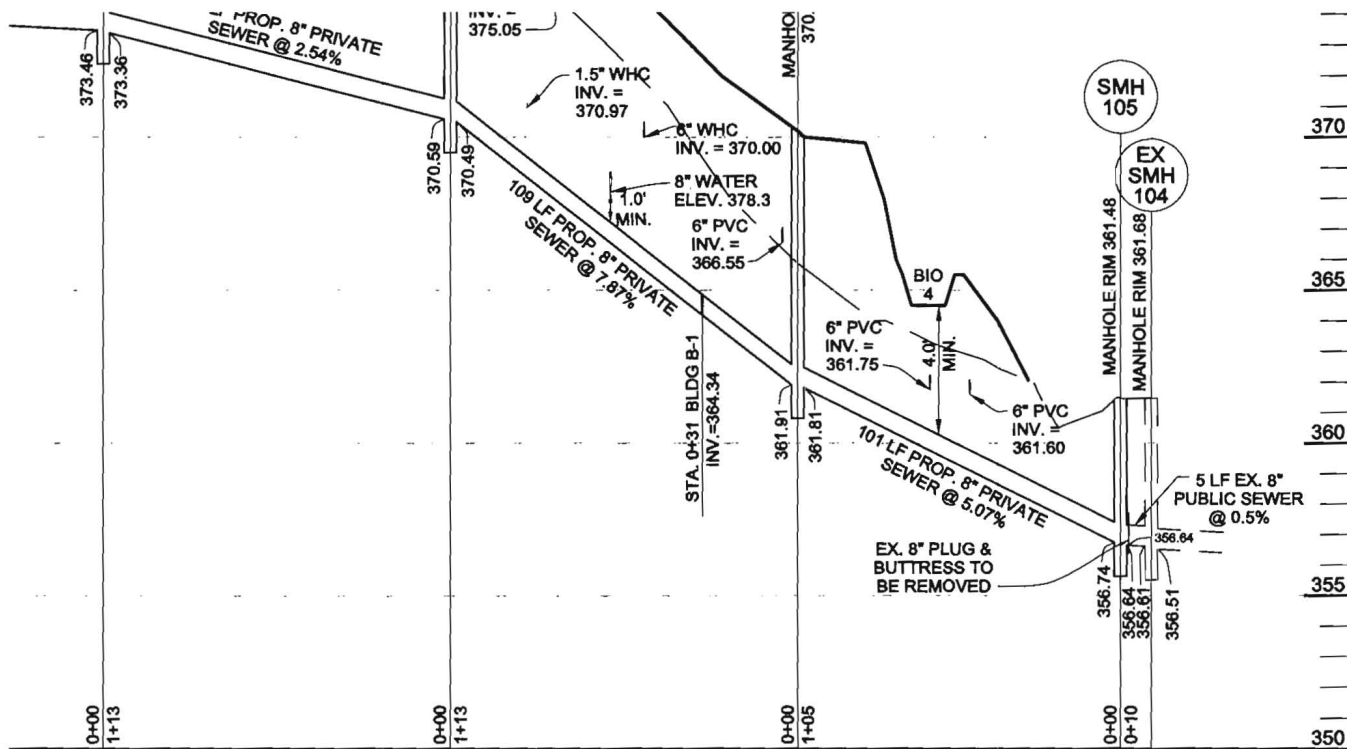 PROP. 8" PRIVATE
SEWER @ 2.54%
INV. =
375.05
MANHO
370.
1.5" WHC
INV. =
370.97
6" WHC
INV. = 370.00
8" WATER
ELEV. 378.3
1.0'
MIN.
6" PVC
INV. =
366.55
373.46
373.36
370.59
370.49
109 LF PROP. 8" PRIVATE
SEWER @ 7.87%
STA. 0+31 BLDG B-1
INV.=364.34
BIO
4
6" PVC
INV. =
361.75
4.0'
MIN.
6" PVC
INV. =
361.60
361.91
361.81
101 LF PROP. 8" PRIVATE
SEWER @ 5.07%
SMH
105
EX
SMH
104
MANHOLE RIM 361.48
MANHOLE RIM 361.68
5 LF EX. 8"
PUBLIC SEWER
@ 0.5%
356.64
EX. 8" PLUG &
BUTTRESS TO
BE REMOVED
356.74
356.64
356.61
356.51
370
365
360
355
350
0+00
1+13
0+00
1+13
0+00
1+05
0+00
0+10